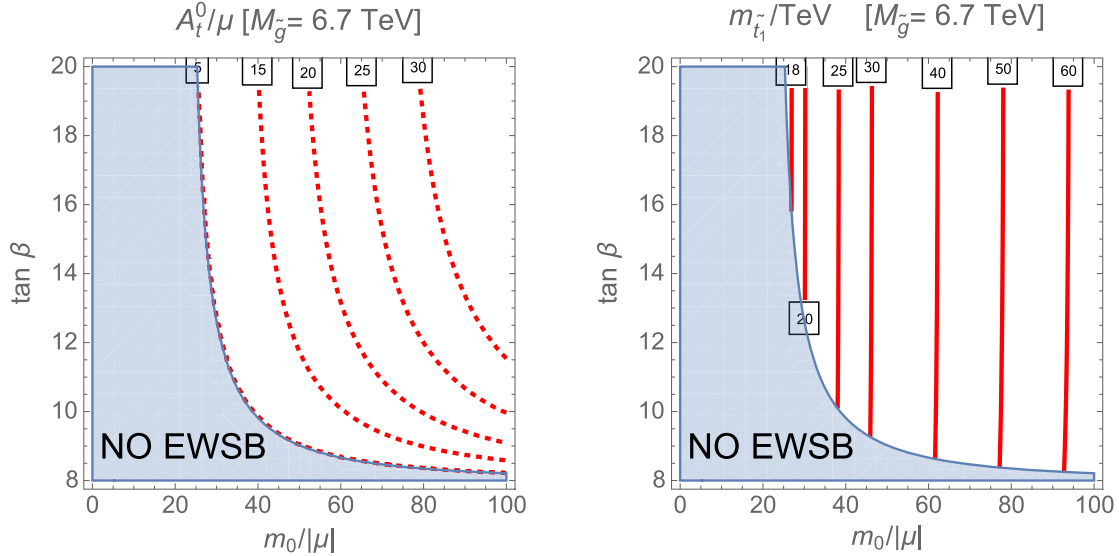 A_t^0/μ [M_g̃= 6.7 TeV]
5 15 20 25 30
20
18
16
14
12
10
8
tan β
NO EWSB
0 20 40 60 80 100
m_0/|μ|
m_t̃_1/TeV [M_g̃= 6.7 TeV]
18 25 30 40 50 60
20
18
16
14
12
10
8
tan β
20
NO EWSB
0 20 40 60 80 100
m_0/|μ|